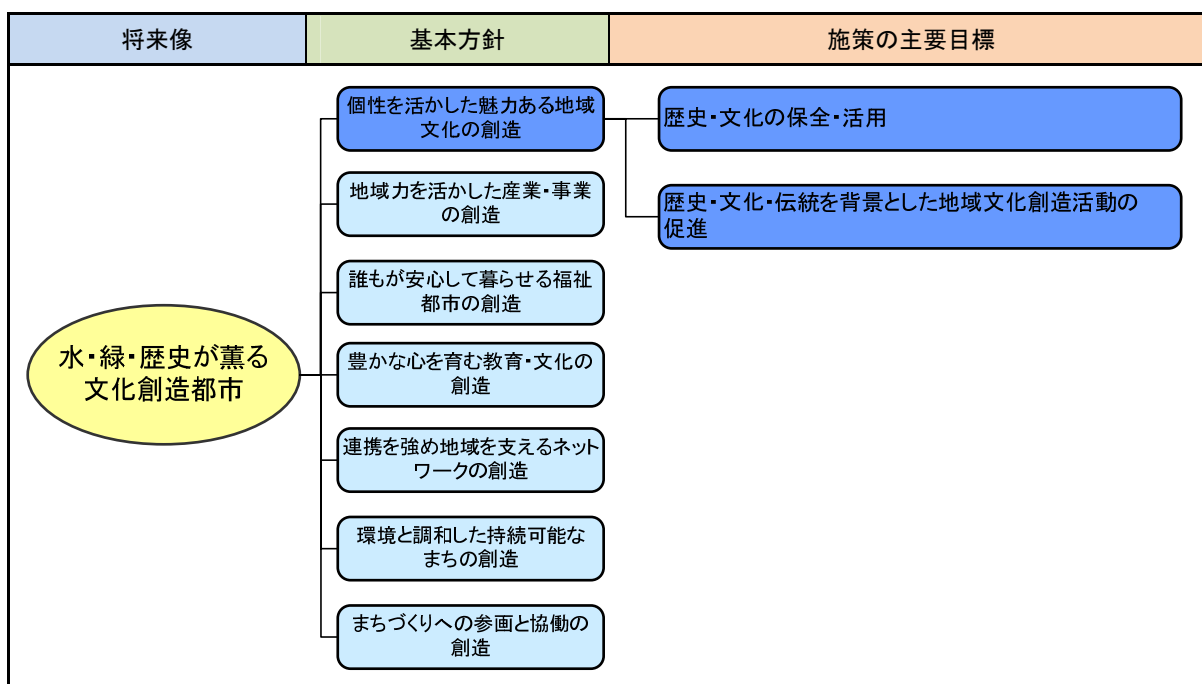 将来像
基本方針
施策の主要目標
水・緑・歴史が薫る
文化創造都市
個性を活かした魅力ある地域
文化の創造
地域力を活かした産業・事業
の創造
誰もが安心して暮らせる福祉
都市の創造
豊かな心を育む教育・文化の
創造
連携を強め地域を支えるネット
ワークの創造
環境と調和した持続可能な
まちの創造
まちづくりへの参画と協働の
創造
歴史・文化の保全・活用
歴史・文化・伝統を背景とした地域文化創造活動の
促進